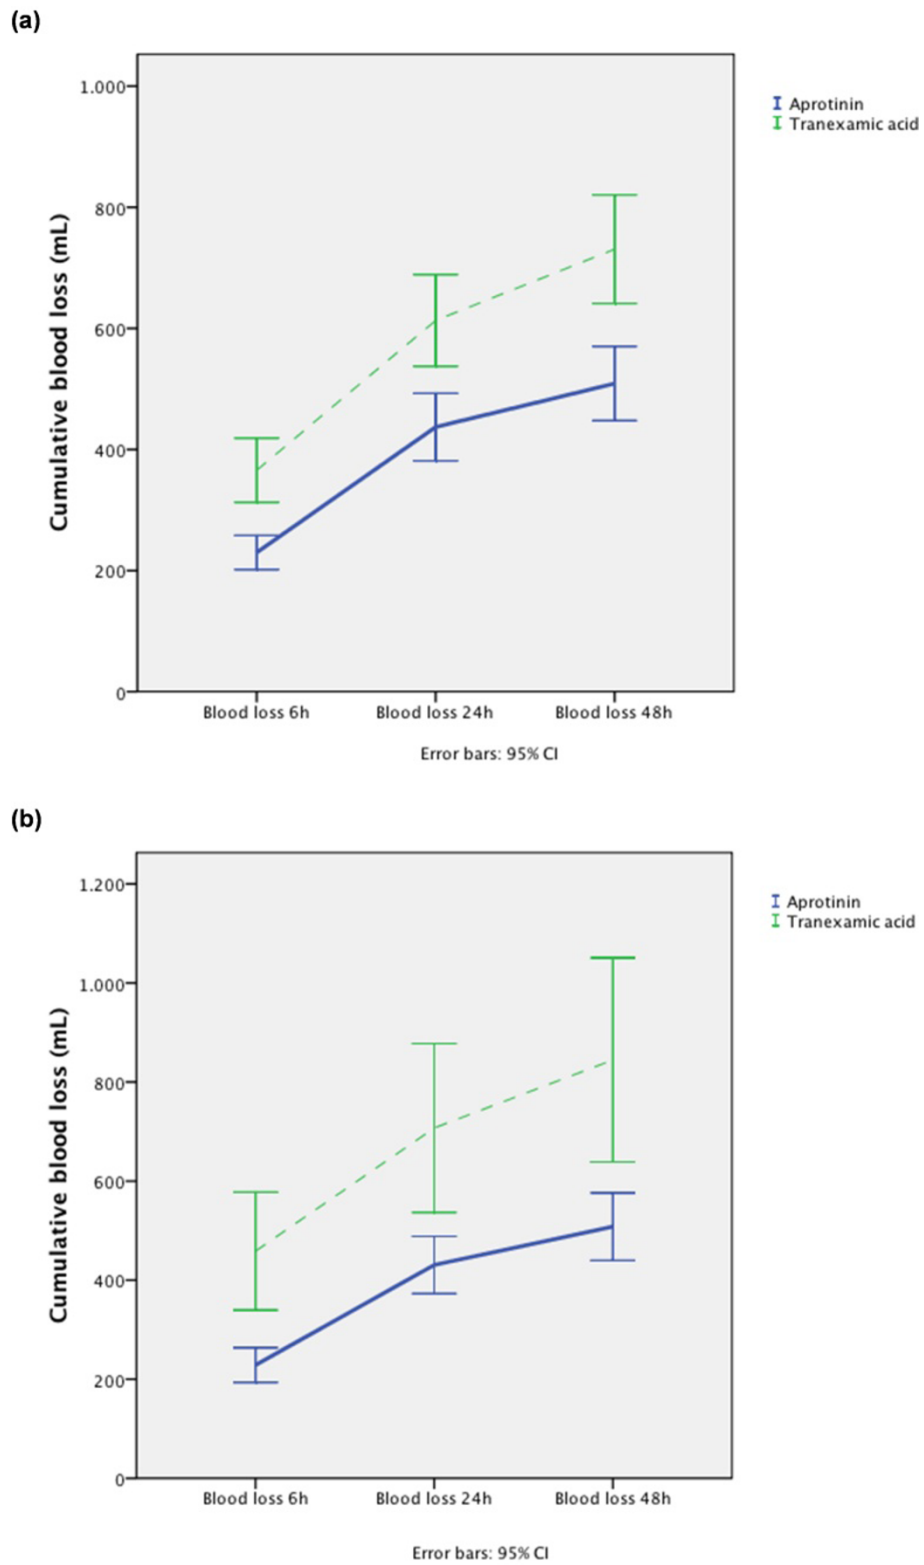 (a)
1.000
Aprotinin
Tranexamic acid
800
600
400
200
0
Cumulative blood loss (mL)
Blood loss 6h Blood loss 24h Blood loss 48h
Error bars: 95% CI
(b)
1.200
Aprotinin
Tranexamic acid
1.000
800
600
400
200
0
Cumulative blood loss (mL)
Blood loss 6h Blood loss 24h Blood loss 48h
Error bars: 95% CI